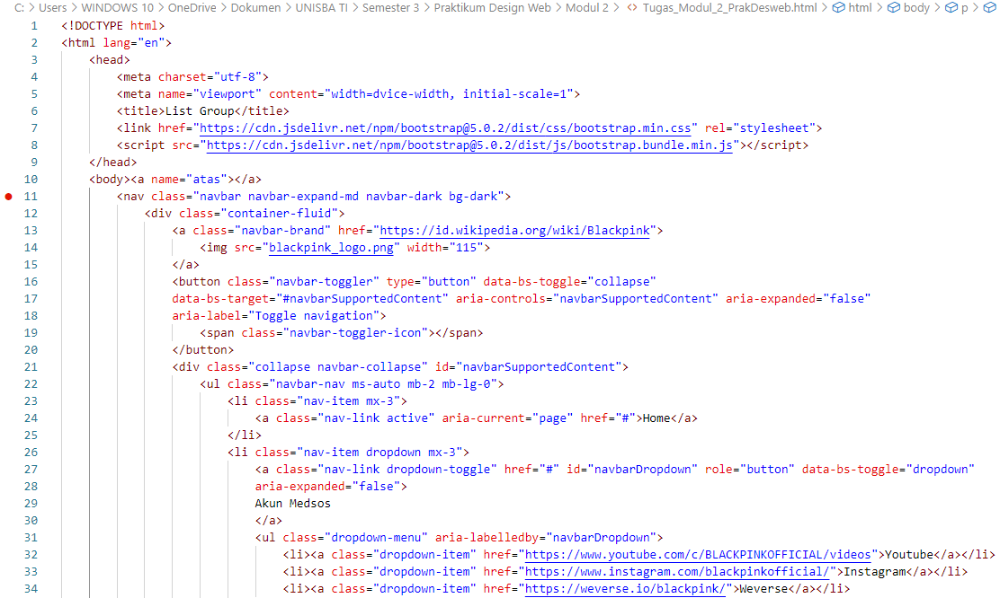 C: > Users > WINDOWS 10 > OneDrive > Dokumen > UNISBA TI > Semester 3 > Praktikum Design Web > Modul 2 > <> Tugas_Modul_2_PrakDesweb.html > html > body > p >
1 <!DOCTYPE html>
2 <html lang="en">
3 <head>
4 <meta charset="utf-8">
5 <meta name="viewport" content="width=dvice-width, initial-scale=1">
6 <title>List Group</title>
7 <link href="https://cdn.jsdelivr.net/npm/bootstrap@5.0.2/dist/css/bootstrap.min.css" rel="stylesheet">
8 <script src="https://cdn.jsdelivr.net/npm/bootstrap@5.0.2/dist/js/bootstrap.bundle.min.js"></script>
9 </head>
10 <body><a name="atas"></a>
11 <nav class="navbar navbar-expand-md navbar-dark bg-dark">
12 <div class="container-fluid">
13 <a class="navbar-brand" href="https://id.wikipedia.org/wiki/Blackpink">
14 <img src="blackpink_logo.png" width="115">
15 </a>
16 <button class="navbar-toggler" type="button" data-bs-toggle="collapse"
17 data-bs-target="#navbarSupportedContent" aria-controls="navbarSupportedContent" aria-expanded="false"
18 aria-label="Toggle navigation">
19 <span class="navbar-toggler-icon"></span>
20 </button>
21 <div class="collapse navbar-collapse" id="navbarSupportedContent">
22 <ul class="navbar-nav ms-auto mb-2 mb-lg-0">
23 <li class="nav-item mx-3">
24 <a class="nav-link active" aria-current="page" href="#">Home</a>
25 </li>
26 <li class="nav-item dropdown mx-3">
27 <a class="nav-link dropdown-toggle" href="#" id="navbarDropdown" role="button" data-bs-toggle="dropdown"
28 aria-expanded="false">
29 Akun Medsos
30 </a>
31 <ul class="dropdown-menu" aria-labelledby="navbarDropdown">
32 <li><a class="dropdown-item" href="https://www.youtube.com/c/BLACKPINKOFFICIAL/videos">Youtube</a></li>
33 <li><a class="dropdown-item" href="https://www.instagram.com/blackpinkofficial/">Instagram</a></li>
34 <li><a class="dropdown-item" href="https://weverse.io/blackpink/">Weverse</a></li>